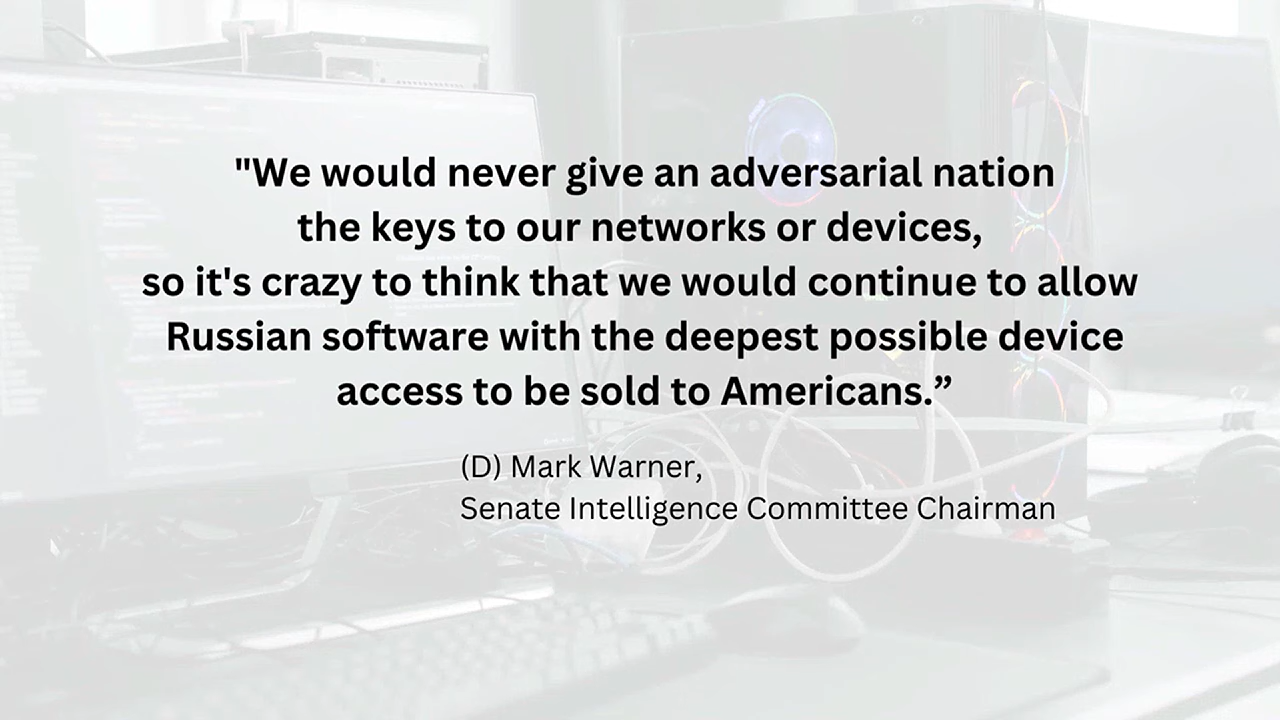 "We would never give an adversarial nation
the keys to our networks or devices,
so it's crazy to think that we would continue to allow
Russian software with the deepest possible device
access to be sold to Americans.”
(D) Mark Warner,
Senate Intelligence Committee Chairman